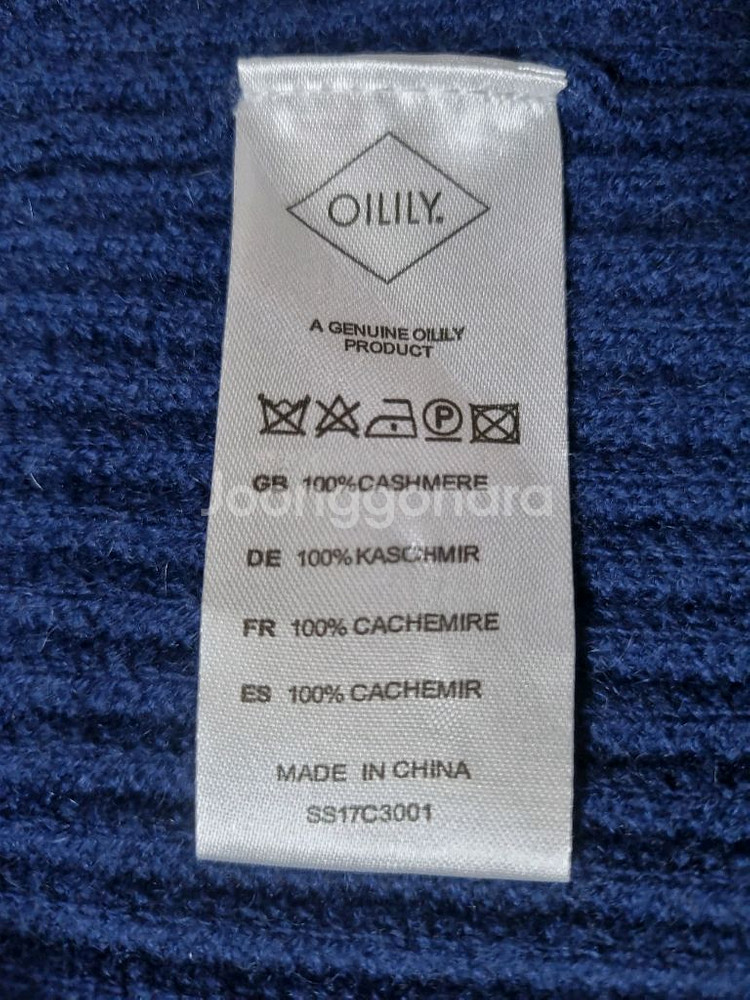 OILILY.
A GENUINE OILILY
PRODUCT
P
GB 100%CASHMERE
Joonggonara
DE 100%KASCHMIR
FR 100% CACHEMIRE
ES 100% CACHEMIR
MADE IN CHINA
SS17C3001